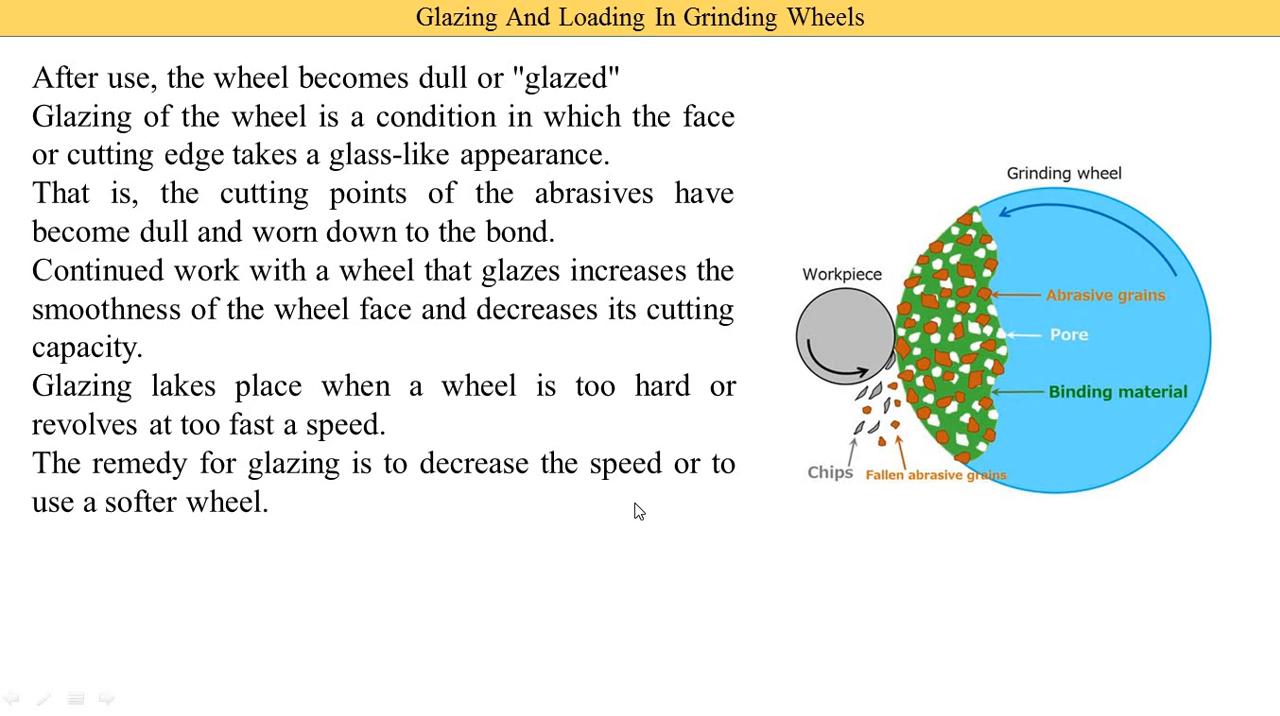 Glazing And Loading In Grinding Wheels
After use, the wheel becomes dull or "glazed"
Glazing of the wheel is a condition in which the face
or cutting edge takes a glass-like appearance.
That is, the cutting points of the abrasives have
become dull and worn down to the bond.
Continued work with a wheel that glazes increases the
smoothness of the wheel face and decreases its cutting
capacity.
Glazing lakes place when a wheel is too hard or
revolves at too fast a speed.
The remedy for glazing is to decrease the speed or to
use a softer wheel.
Grinding wheel
Workpiece
Abrasive grains
Pore
Binding material
Chips
Fallen abrasive grains